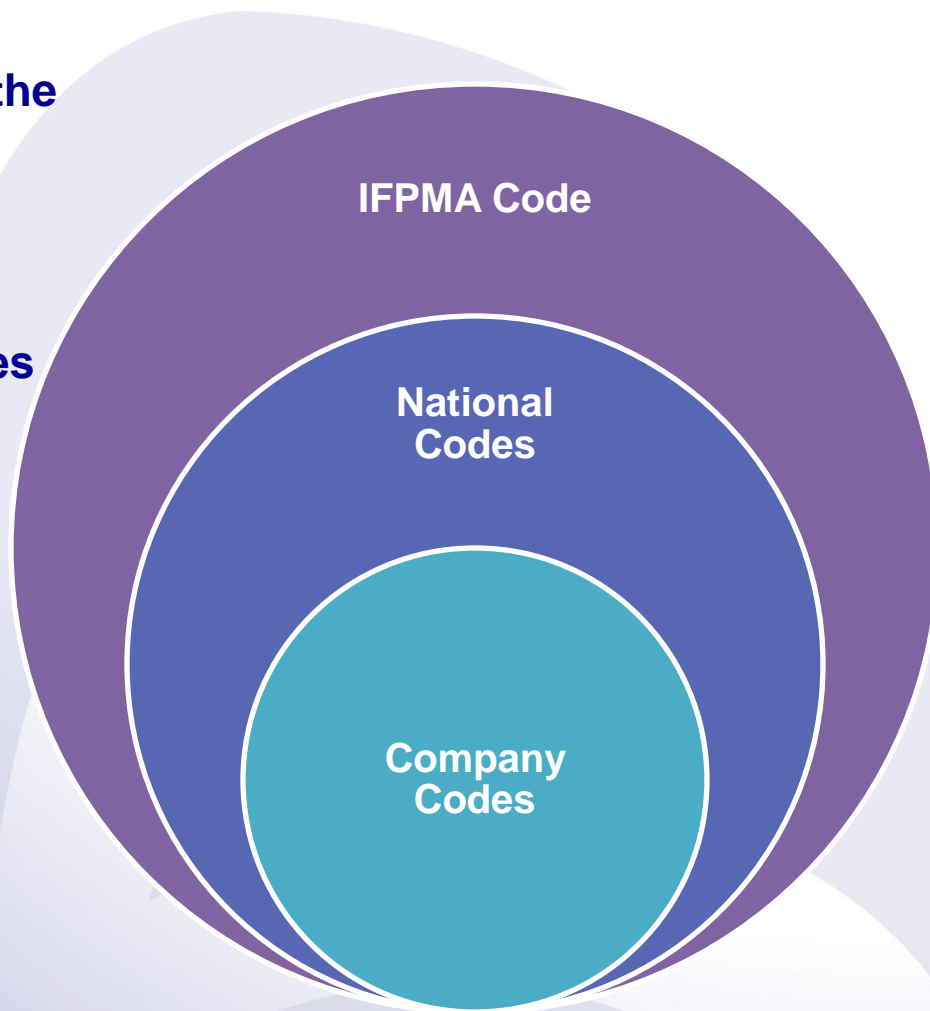 the
IFPMA Code
es
National
Codes
Company
Codes